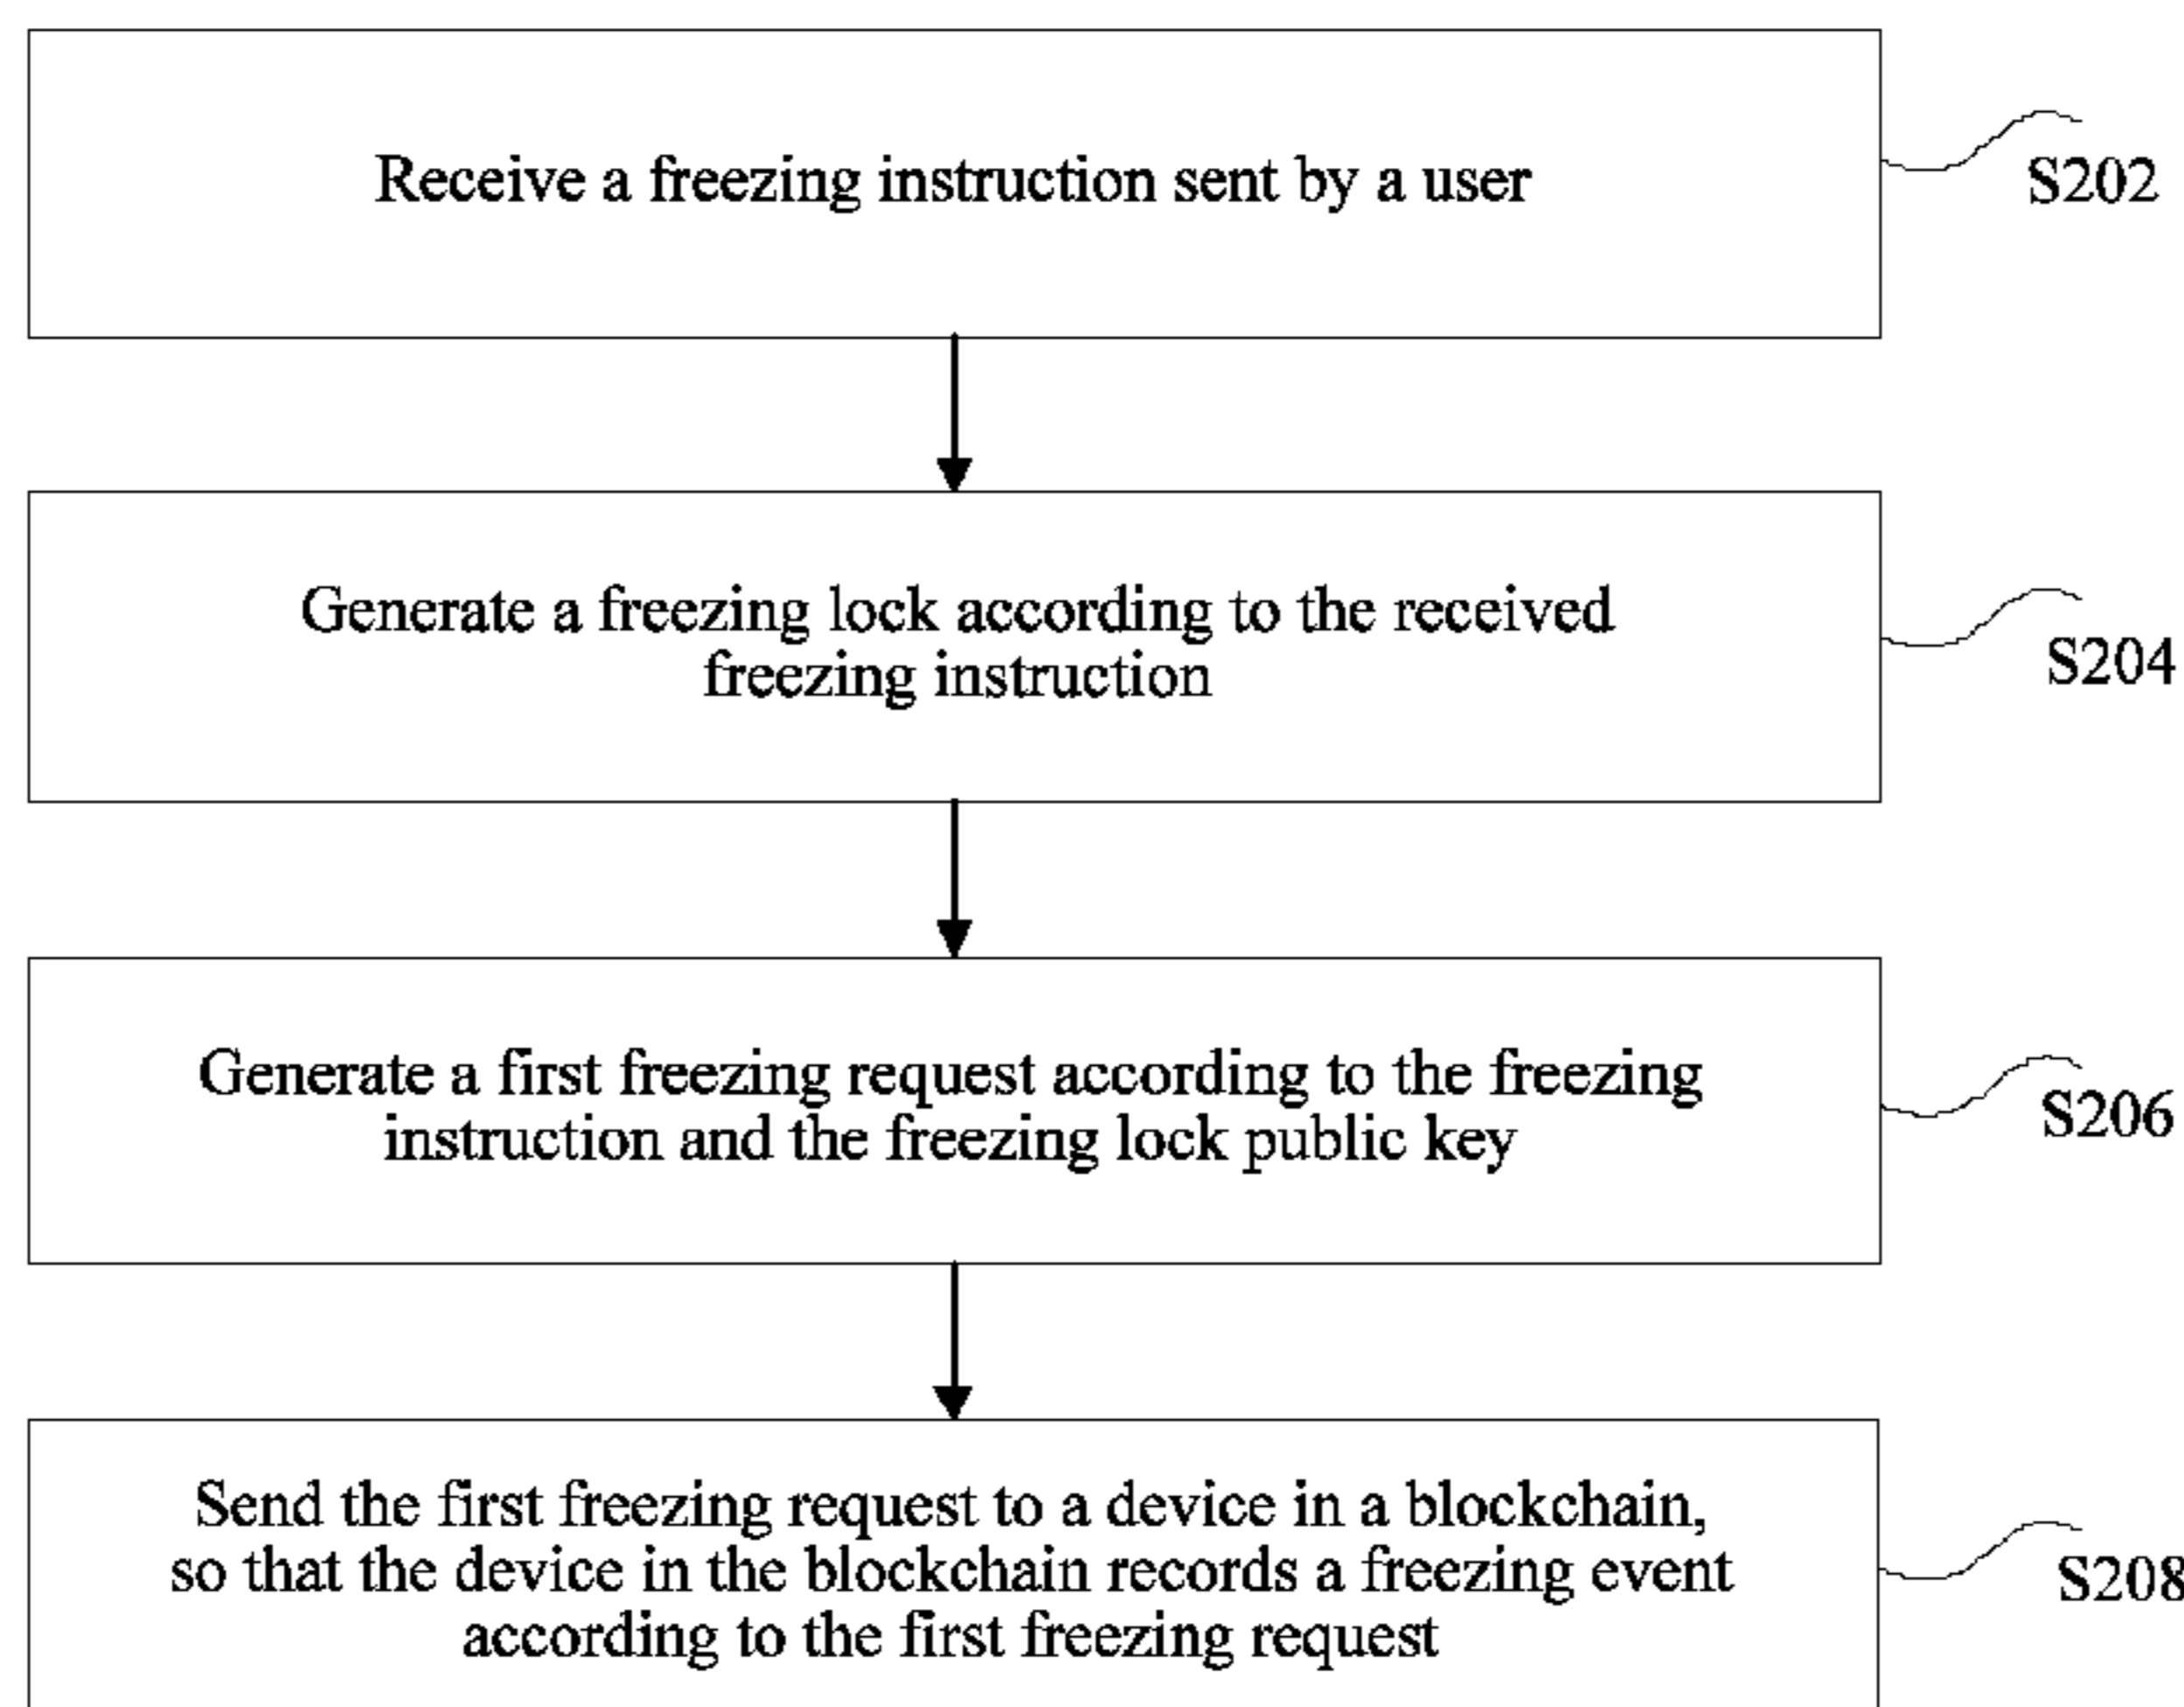 Receive a freezing instruction sent by a user
S202
Generate a freezing lock according to the received
freezing instruction
S204
Generate a first freezing request according to the freezing
instruction and the freezing lock public key
S206
Send the first freezing request to a device in a blockchain,
so that the device in the blockchain records a freezing event
according to the first freezing request
S208